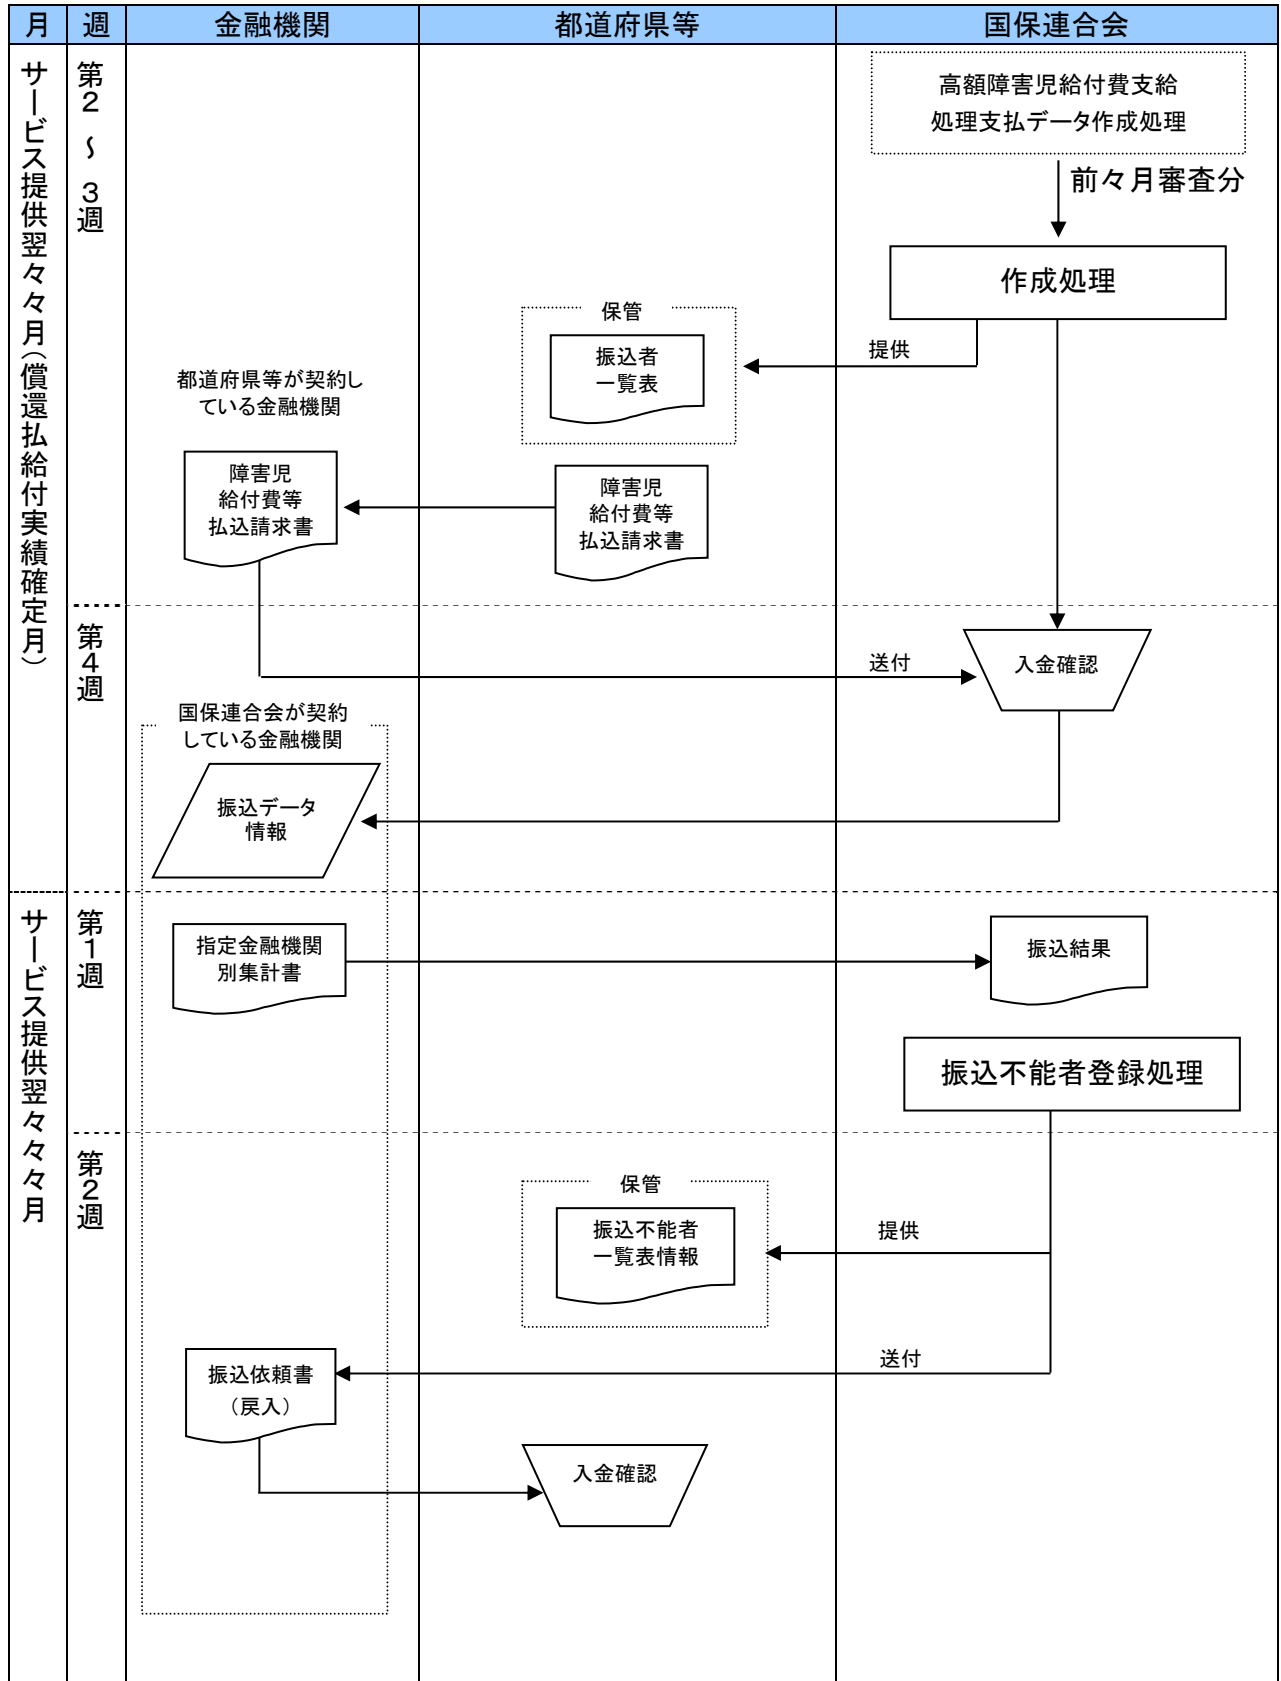 月 週 金融機関 都道府県等 国保連合会
サービス提供翌々月（償還払給付実績確定月）
第２～３週
高額障害児給付費支給
処理支払データ作成処理
前々月審査分
作成処理
保管
提供
振込者
一覧表
都道府県等が契約し
ている金融機関
障害児
給付費等
払込請求書
障害児
給付費等
払込請求書
第４週
送付
入金確認
国保連合会が契約
している金融機関
振込データ
情報
サービス提供翌々々月
第１週
指定金融機関
別集計書
振込結果
振込不能者登録処理
第２週
保管
振込不能者
一覧表情報
提供
送付
振込依頼書
（戻入）
入金確認